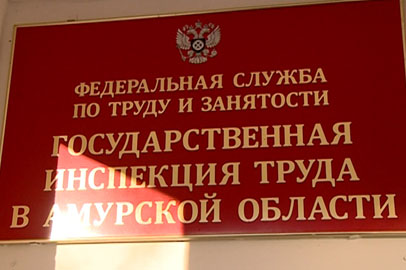 ФЕДЕРАЛЬНАЯ СЛУЖБА
ПО ТРУДУ И ЗАНЯТОСТИ
ГОСУДАРСТВЕННАЯ
ИНСПЕКЦИЯ ТРУДА
В АМУРСКОЙ ОБЛАСТИ